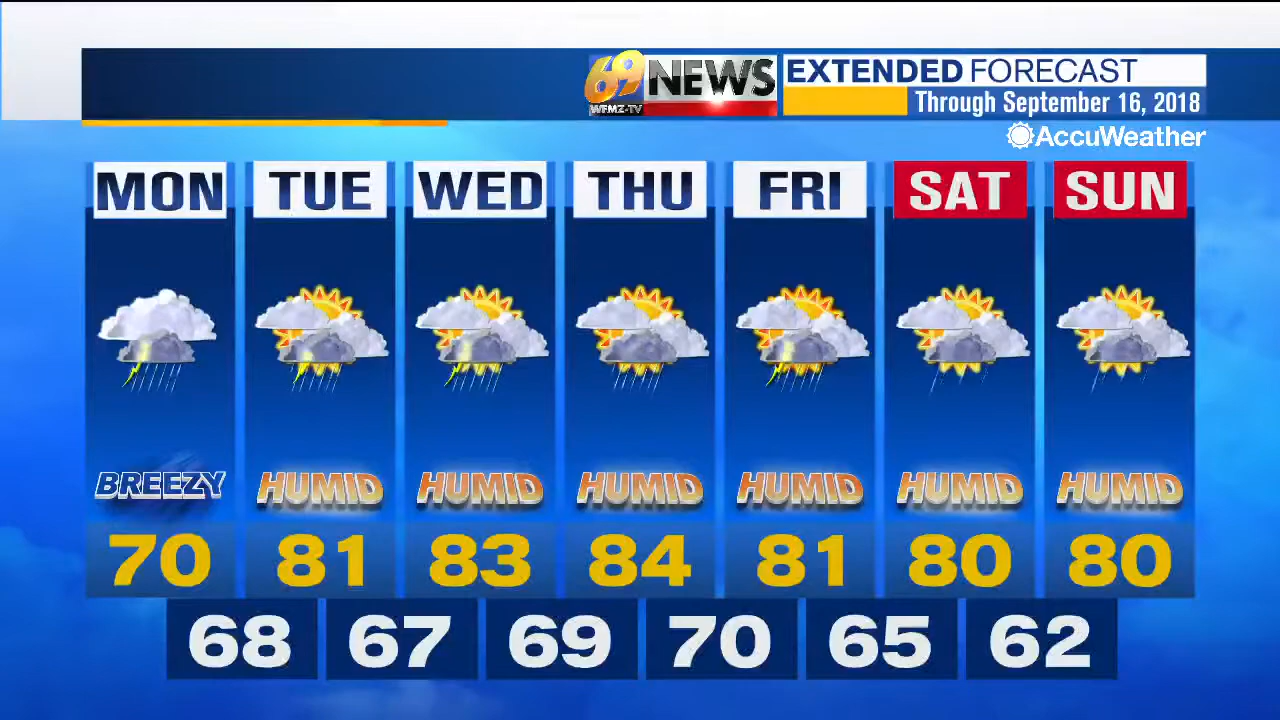 69 NEWS
WFMZ-TV
EXTENDED FORECAST
Through September 16, 2018
AccuWeather
MON TUE WED THU FRI SAT SUN
BREEZY HUMID HUMID HUMID HUMID HUMID HUMID
70 81 83 84 81 80 80
68 67 69 70 65 62